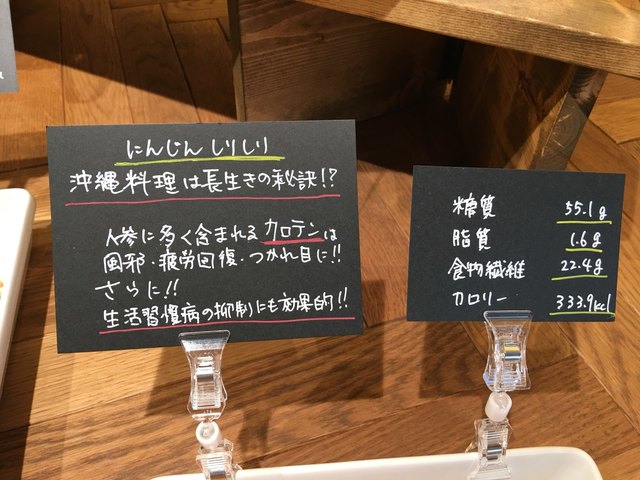 にんじんしりしり
沖縄料理は長生きの秘訣!?
人参に多く含まれるカロテンは
風邪・疲労回復・つかれ目に!!
さらに!!
生活習慣病の抑制にも効果的!!
糖質 55.1g
脂質 1.6g
食物繊維 22.4g
カロリー 333.9kcl